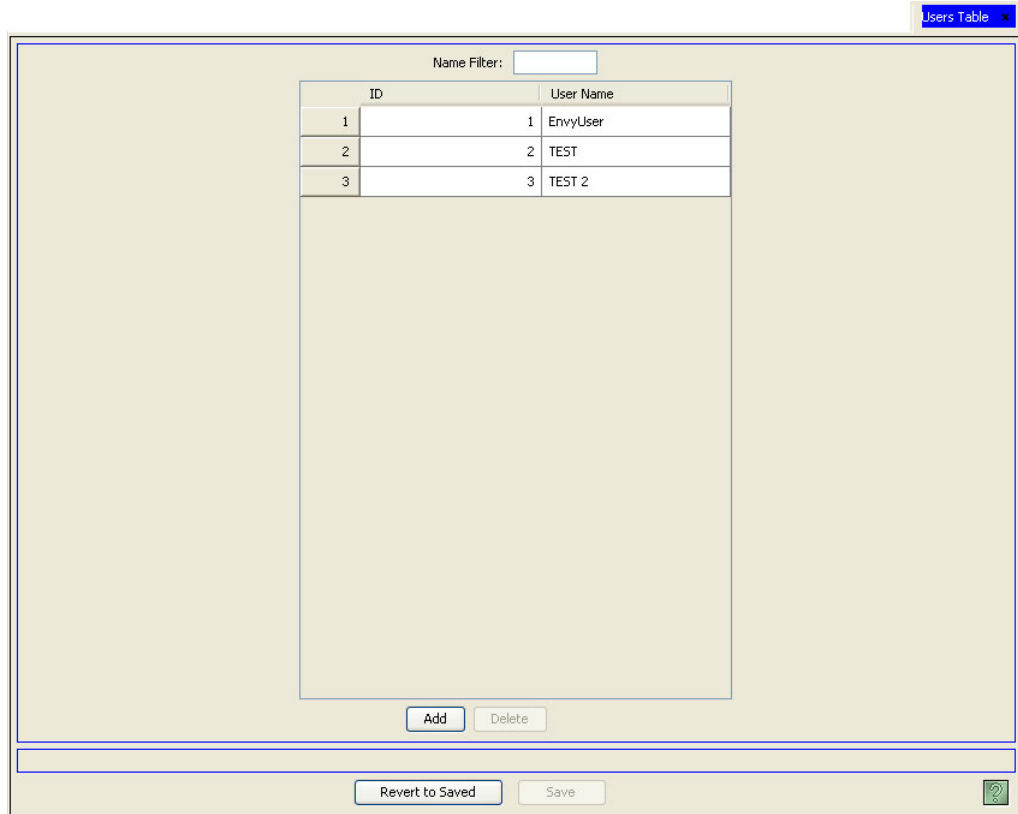 Users Table ×
Name Filter:
ID User Name
1 1 EnvyUser
2 2 TEST
3 3 TEST 2
Add Delete
Revert to Saved Save ?